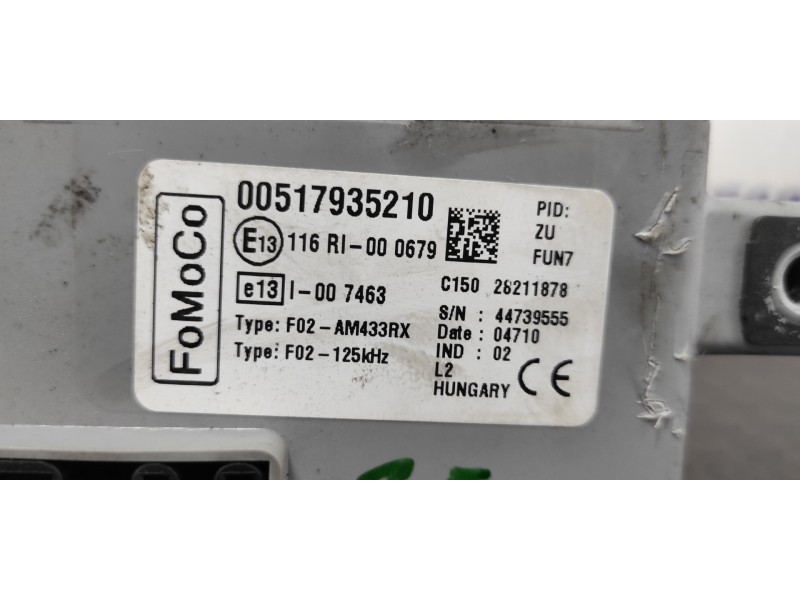 FoMoCo
00517935210
E13 116 RI-00 0679
e13 I-00 7463
Type: F02-AM433RX
Type: F02-125kHz
PID:
ZU
FUN7
C150 28211878
S/N : 44739555
Date : 04710
IND : 02
L2
HUNGARY
CE